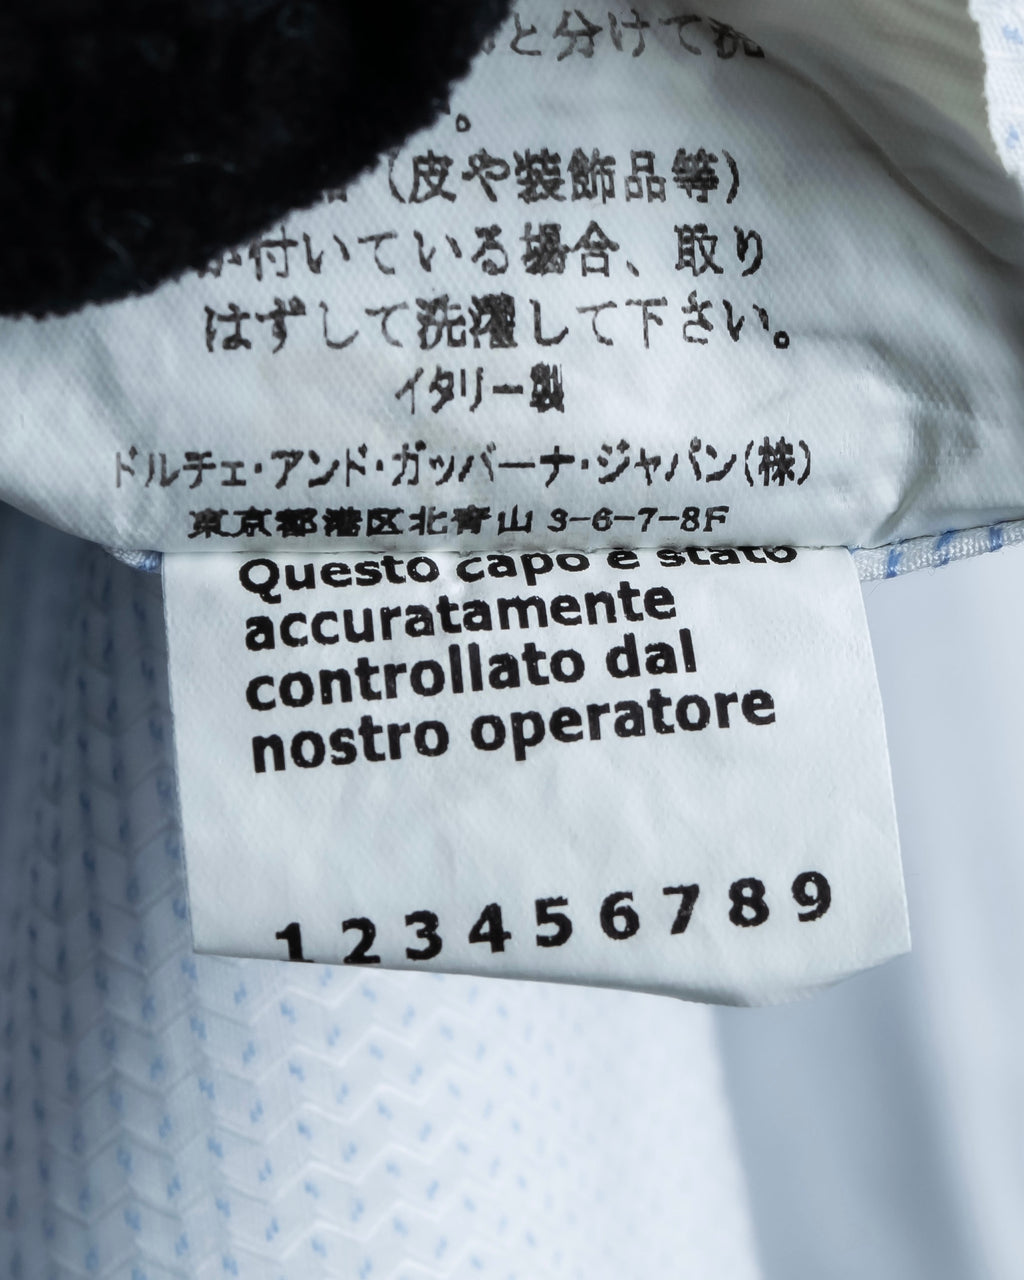 と分けて洗
。
(皮や装飾品等)
が付いている場合、取り
はずして洗濯して下さい。
イタリー製
ドルチェ・アンド・ガッバーナ・ジャパン(株)
東京都港区北青山 3-6-7-8F
Questo capo è stato
accuratamente
controllato dal
nostro operatore
1 2 3 4 5 6 7 8 9